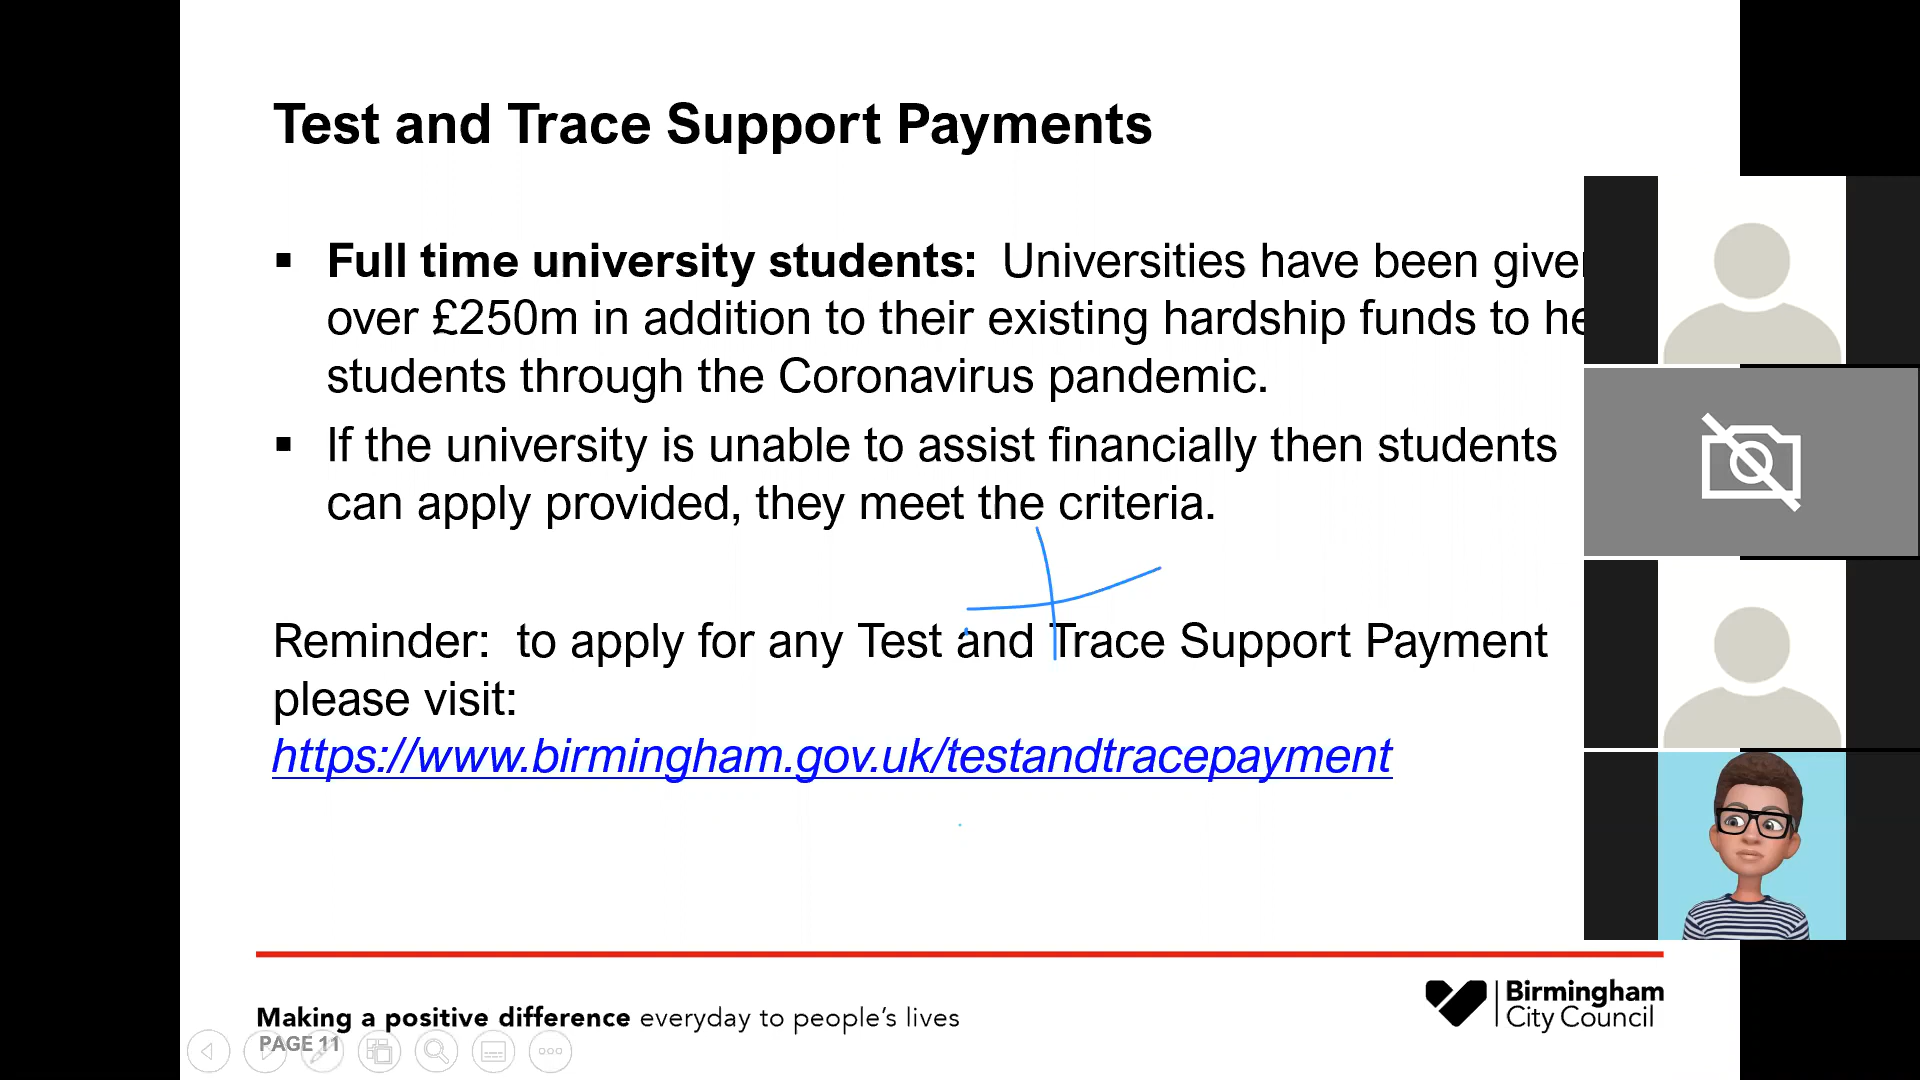 Test and Trace Support Payments
▪ Full time university students: Universities have been give
over £250m in addition to their existing hardship funds to he
students through the Coronavirus pandemic.
▪ If the university is unable to assist financially then students
can apply provided, they meet the criteria.
Reminder: to apply for any Test and Trace Support Payment
please visit:
https://www.birmingham.gov.uk/testandtracepayment
Making a positive difference everyday to people's lives
PAGE 11
Birmingham
City Council